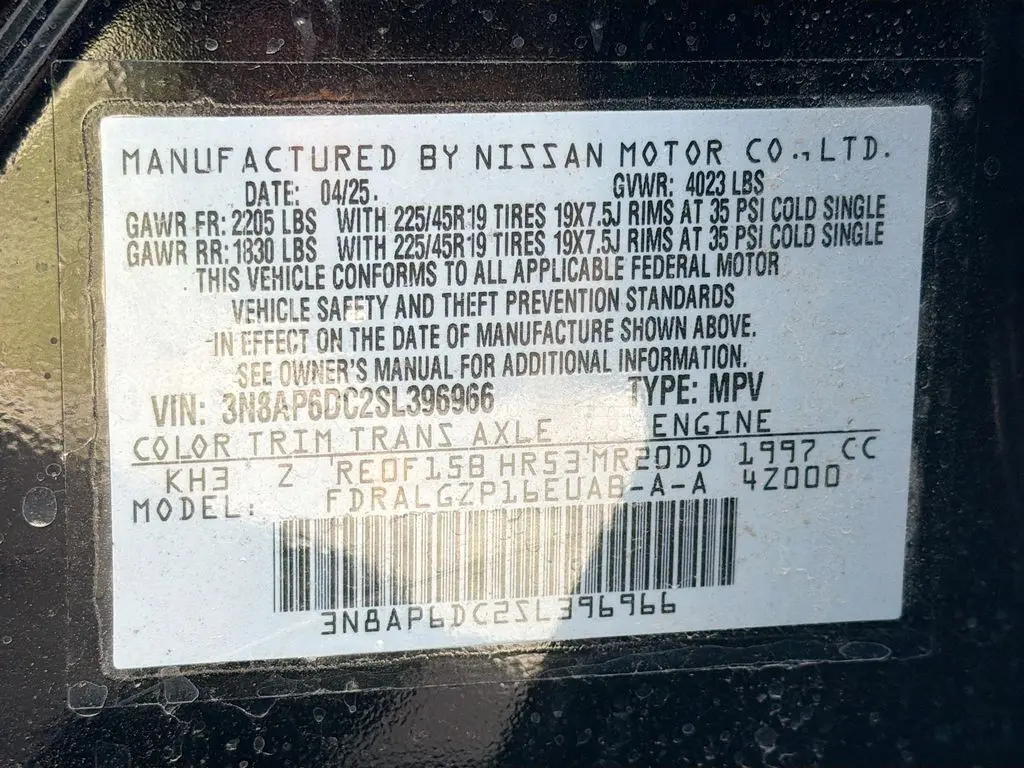 MANUFACTURED BY NISSAN MOTOR CO., LTD.
DATE: 04/25. GVWR: 4023 LBS
GAWR FR: 2205 LBS WITH 225/45R19 TIRES 19X7.5J RIMS AT 35 PSI COLD SINGLE
GAWR RR: 1830 LBS WITH 225/45R19 TIRES 19X7.5J RIMS AT 35 PSI COLD SINGLE
THIS VEHICLE CONFORMS TO ALL APPLICABLE FEDERAL MOTOR
VEHICLE SAFETY AND THEFT PREVENTION STANDARDS
IN EFFECT ON THE DATE OF MANUFACTURE SHOWN ABOVE.
SEE OWNER'S MANUAL FOR ADDITIONAL INFORMATION.
VIN: 3N8AP6DC2SL396966 TYPE: MPV
COLOR TRIM TRANS AXLE ENGINE
KH3 Z RE0F15B HR53 MR20DD 1997 CC
MODEL: FDRALGZP16EUAB-A-A 4Z000
3N8AP6DC2SL396966